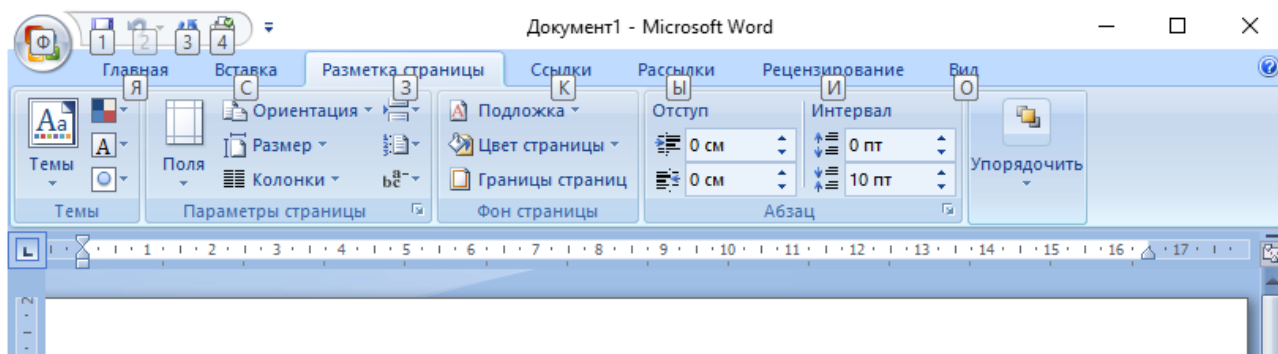 Документ1 - Microsoft Word
Ф 1 2 3 4
Главная Вставка Разметка страницы Ссылки Рассылки Рецензирование Вид
Я С З К Ы И О
Aa Ориентация Подложка Отступ Интервал
A Размер Цвет страницы 0 см 0 пт
Темы Поля Упорядочить
Колонки Границы страниц 0 см 10 пт
Темы Параметры страницы Фон страницы Абзац
1 2 3 4 5 6 7 8 9 10 11 12 13 14 15 16 17
2